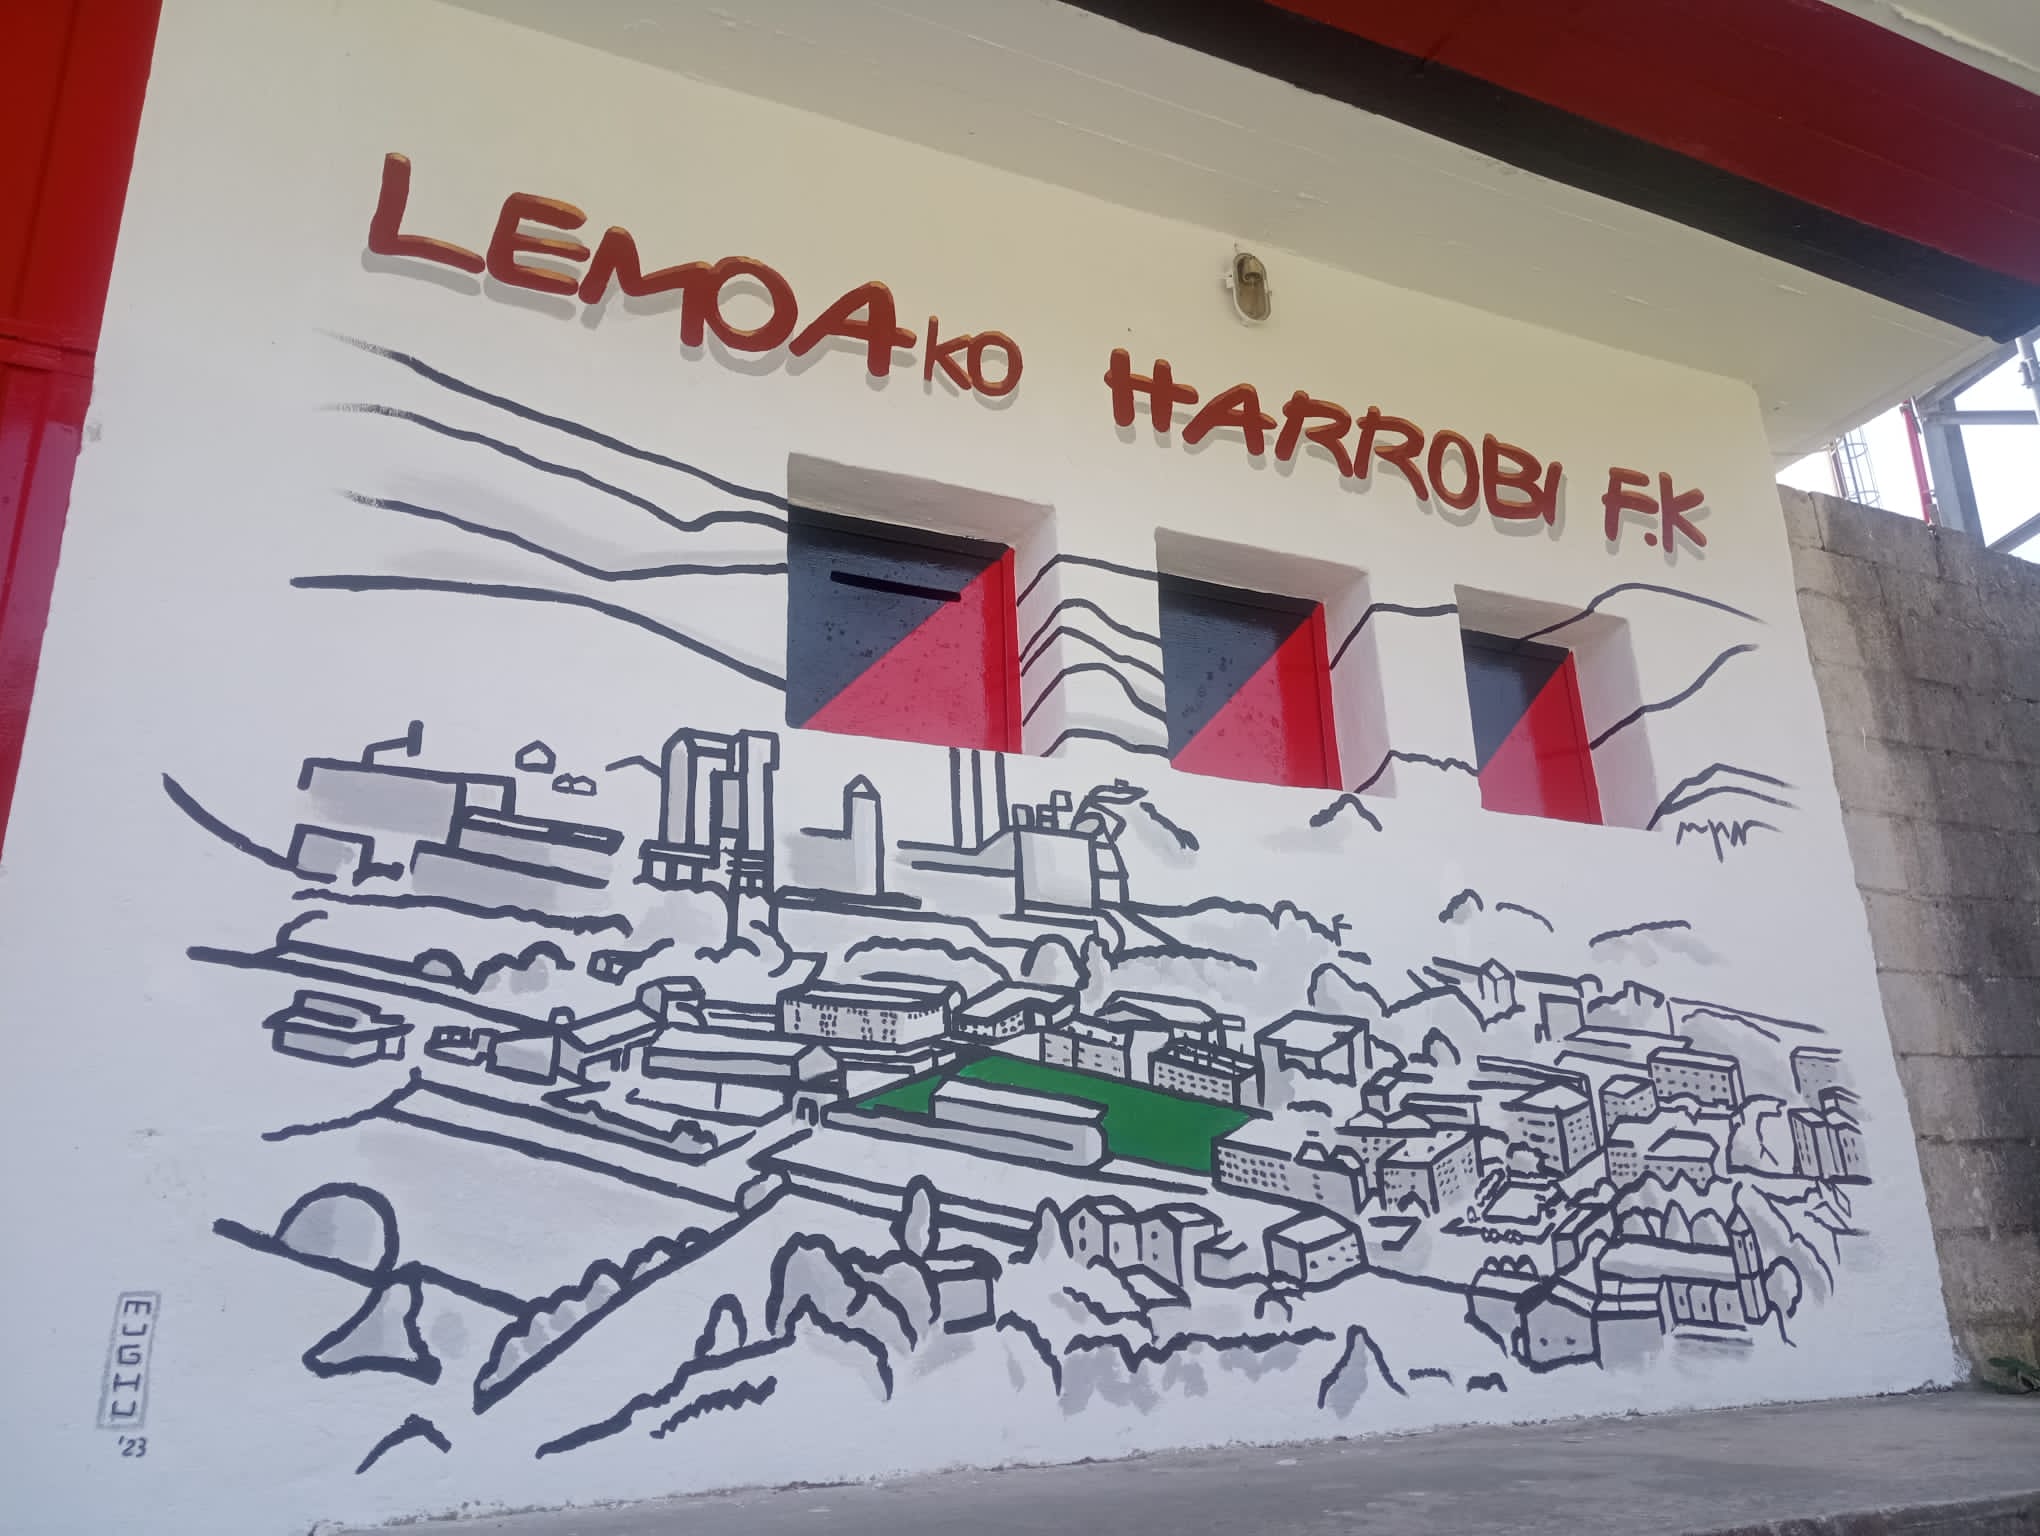 LEMOAKO HARROBI F.K
'23